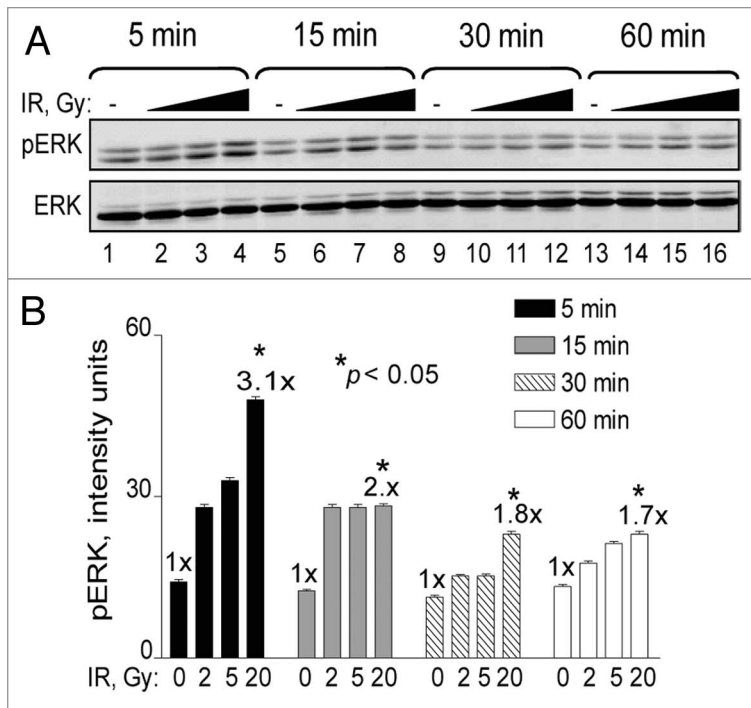 A
5 min 15 min 30 min 60 min
IR, Gy: - - - -
pERK
ERK
1 2 3 4 5 6 7 8 9 10 11 12 13 14 15 16
B
5 min
15 min
30 min
60 min
*p < 0.05
pERK, intensity units
60
30
0
1x * 3.1x
1x * 2.x
1x * 1.8x
1x * 1.7x
IR, Gy: 0 2 5 20 0 2 5 20 0 2 5 20 0 2 5 20